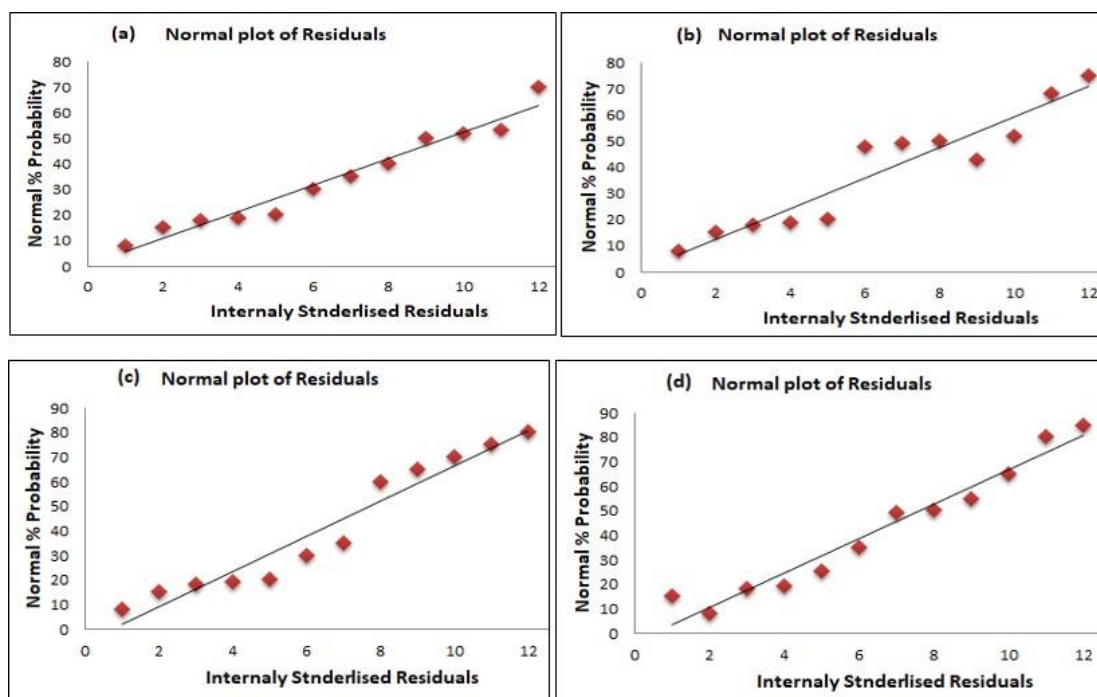 (a) Normal plot of Residuals
Normal % Probability
80
70
60
50
40
30
20
10
0
0 2 4 6 8 10 12
Internaly Stnderlised Residuals
(b) Normal plot of Residuals
Normal % Probability
80
70
60
50
40
30
20
10
0
0 2 4 6 8 10 12
Internaly Stnderlised Residuals
(c) Normal plot of Residuals
Normal % Probability
90
80
70
60
50
40
30
20
10
0
0 2 4 6 8 10 12
Internaly Stnderlised Residuals
(d) Normal plot of Residuals
Normal % Probability
90
80
70
60
50
40
30
20
10
0
0 2 4 6 8 10 12
Internaly Stnderlised Residuals